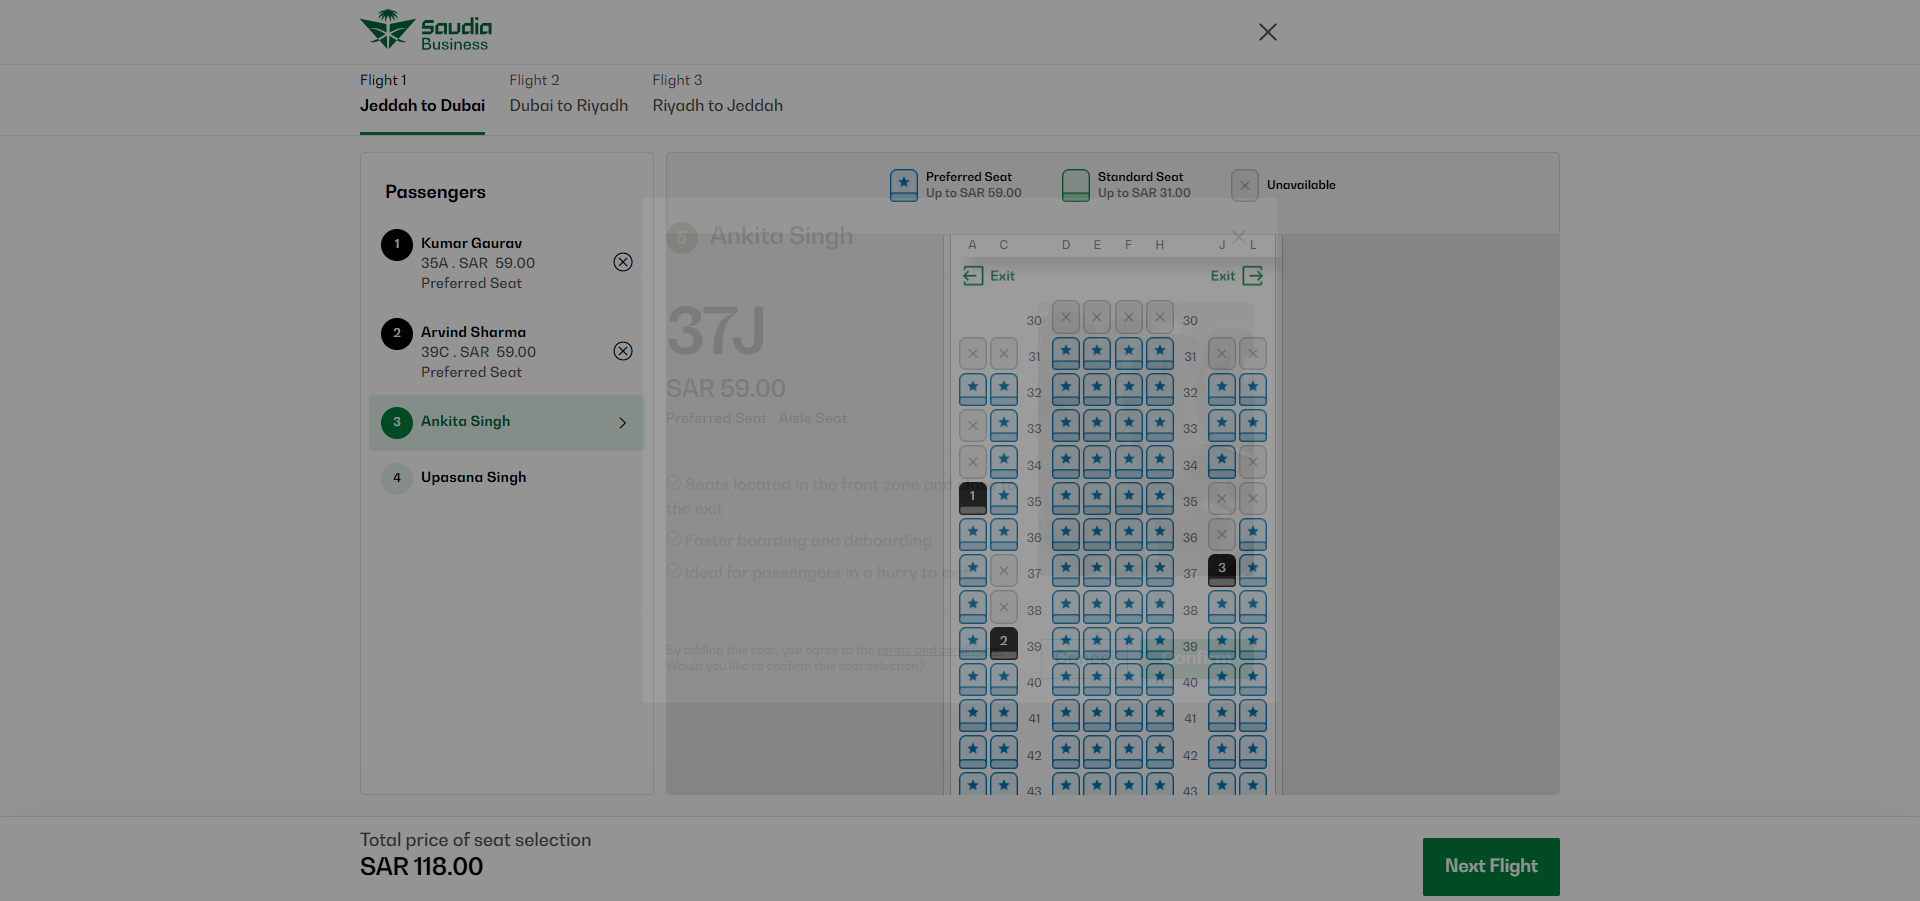 Saudia
Business
Flight 1
Jeddah to Dubai
Flight 2
Dubai to Riyadh
Flight 3
Riyadh to Jeddah
Passengers
1
Kumar Gaurav
35A . SAR 59.00
Preferred Seat
2
Arvind Sharma
39C . SAR 59.00
Preferred Seat
3
Ankita Singh
4
Upasana Singh
Preferred Seat
Up to SAR 59.00
Standard Seat
Up to SAR 31.00
Unavailable
Ankita Singh
37J
SAR 59.00
Preferred Seat - Aisle Seat
Seats located in the front zone and
the exit
Faster boarding and deboarding
Ideal for passengers in a hurry to
By adding this seat, you agree to the terms and
Would you like to confirm this seat selection?
A C D E F H J L
Exit Exit
30 30
31 31
32 32
33 33
34 34
1 35 35
36 36
37 3 37
38 38
2 39 39
40 40
41 41
42 42
43 43
Total price of seat selection
SAR 118.00
Next Flight